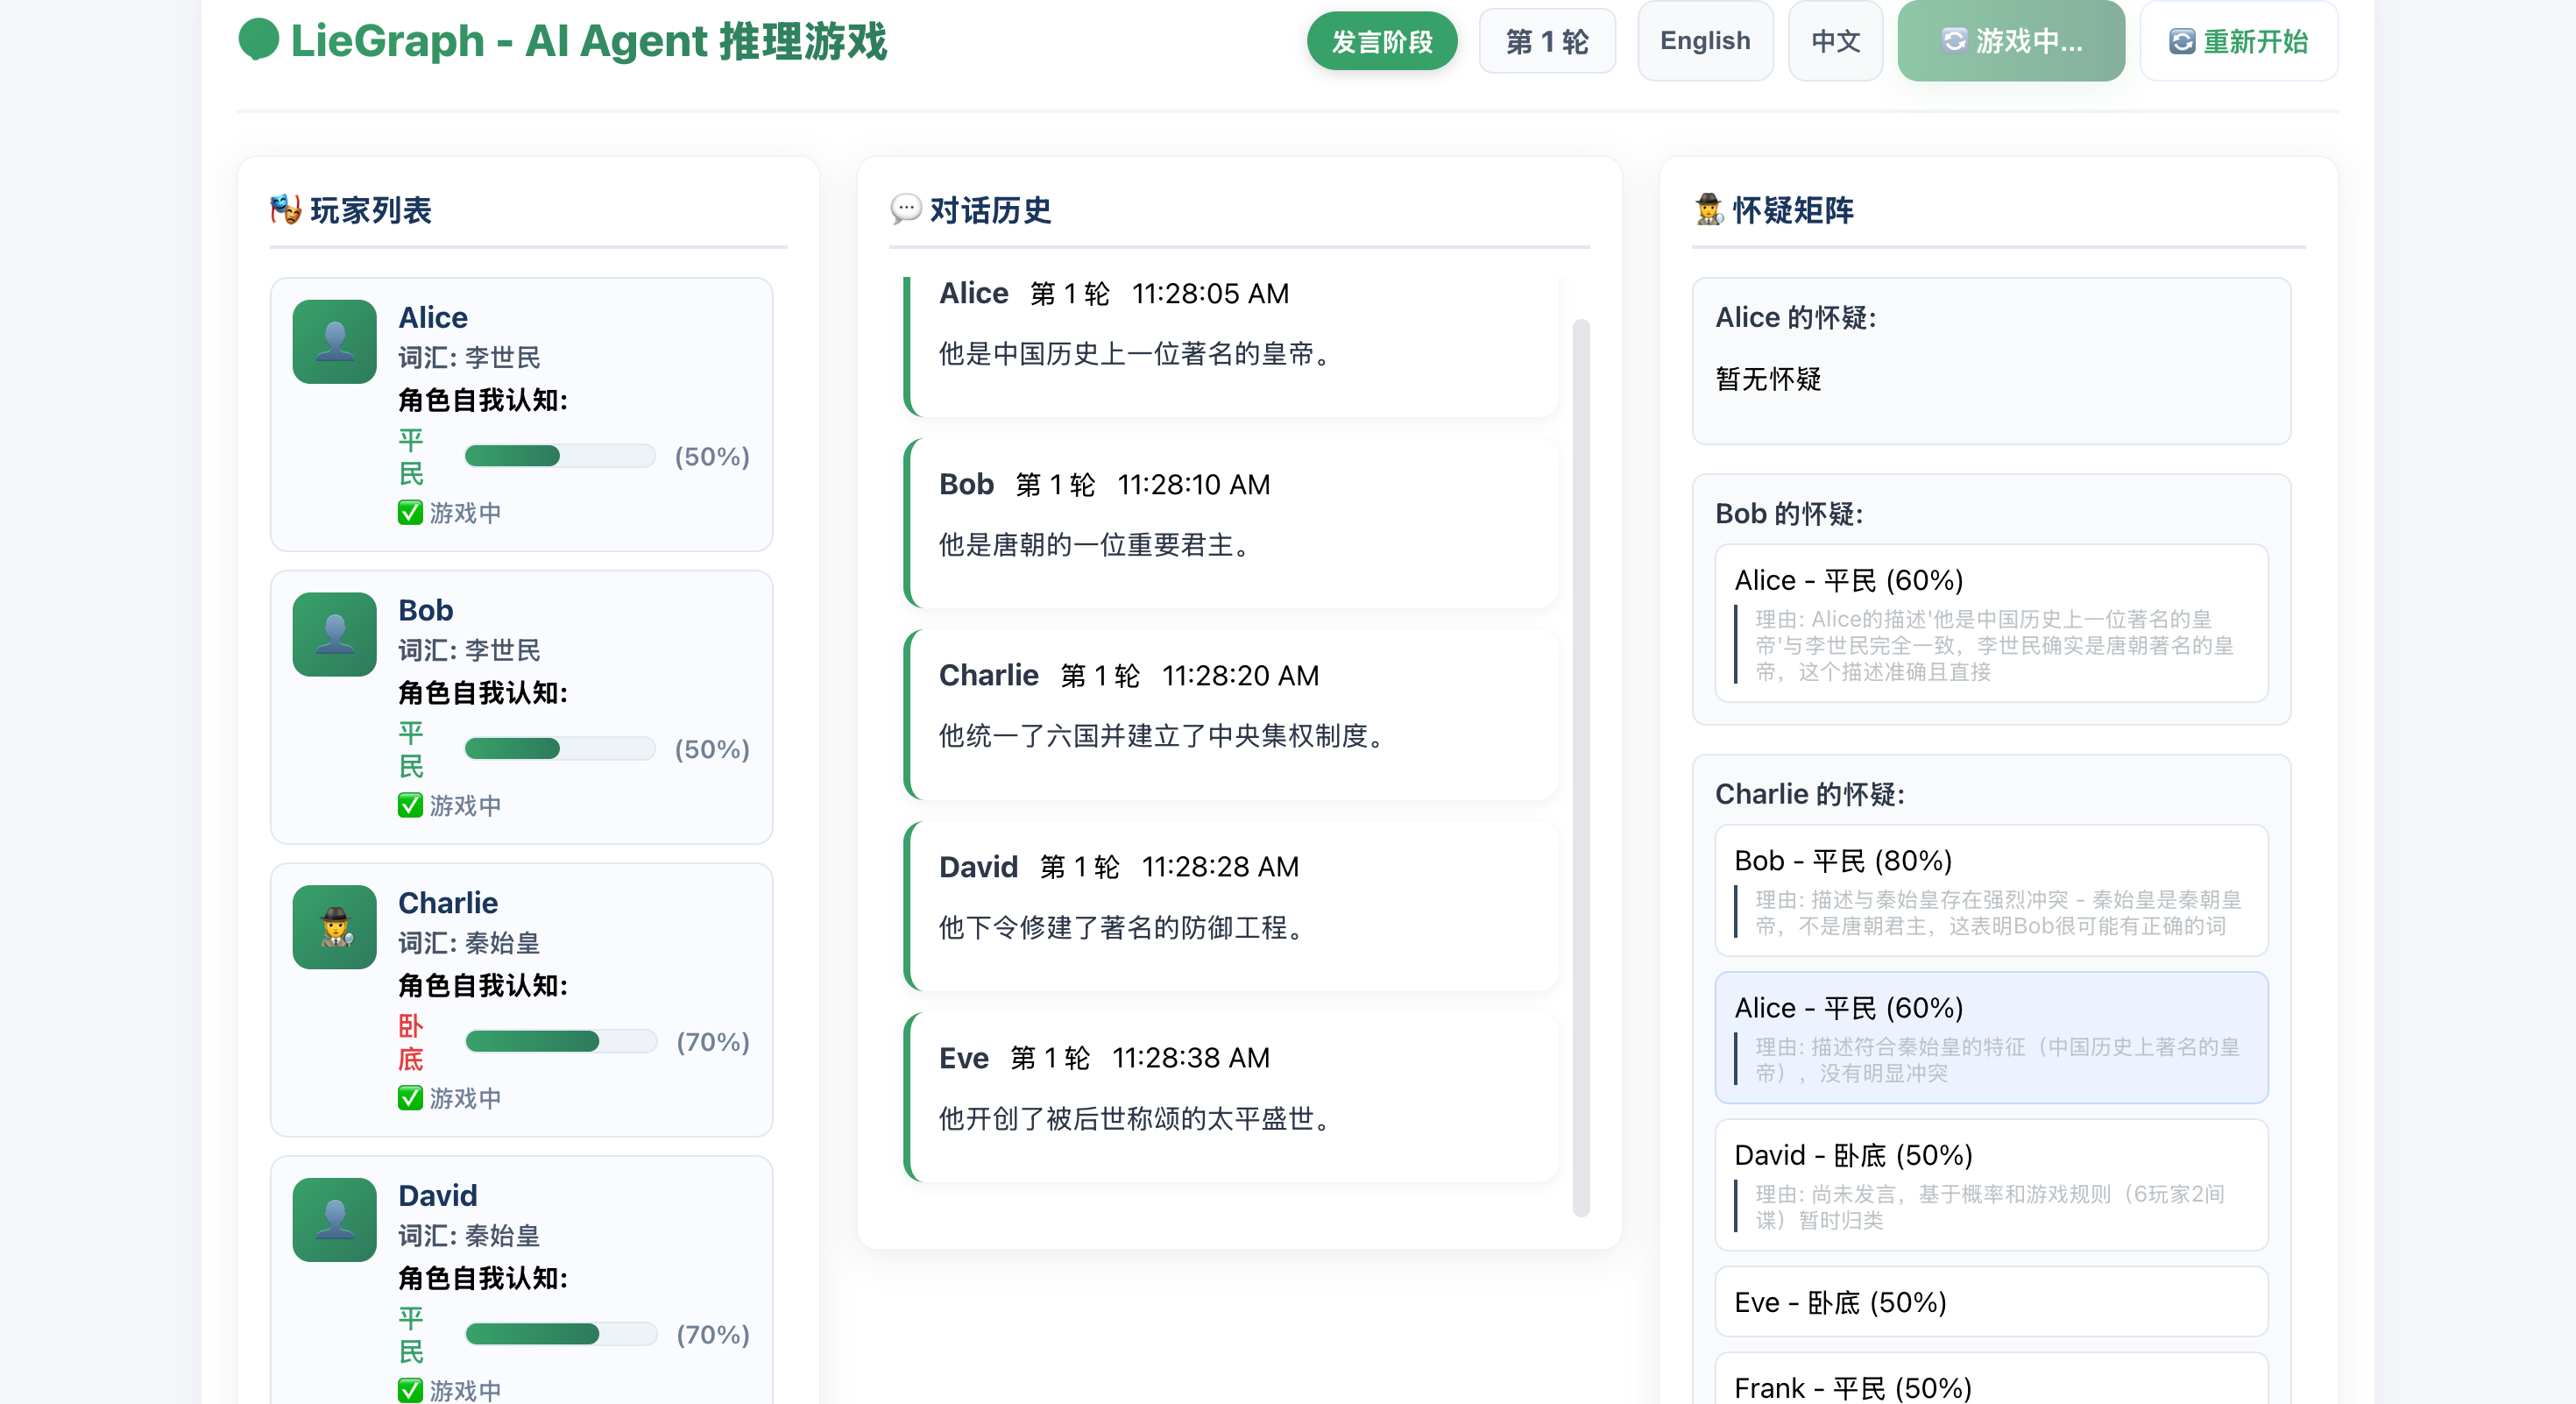 LieGraph - AI Agent 推理游戏
发言阶段
第 1 轮
English
中文
游戏中...
重新开始
玩家列表
Alice
词汇: 李世民
角色自我认知:
平
民
(50%)
游戏中
Bob
词汇: 李世民
角色自我认知:
平
民
(50%)
游戏中
Charlie
词汇: 秦始皇
角色自我认知:
卧
底
(70%)
游戏中
David
词汇: 秦始皇
角色自我认知:
平
民
(70%)
游戏中
对话历史
Alice 第 1 轮 11:28:05 AM
他是中国历史上一位著名的皇帝。
Bob 第 1 轮 11:28:10 AM
他是唐朝的一位重要君主。
Charlie 第 1 轮 11:28:20 AM
他统一了六国并建立了中央集权制度。
David 第 1 轮 11:28:28 AM
他下令修建了著名的防御工程。
Eve 第 1 轮 11:28:38 AM
他开创了被后世称颂的太平盛世。
怀疑矩阵
Alice 的怀疑:
暂无怀疑
Bob 的怀疑:
Alice - 平民 (60%)
理由: Alice的描述'他是中国历史上一位著名的皇
帝'与李世民完全一致，李世民确实是唐朝著名的皇
帝，这个描述准确且直接
Charlie 的怀疑:
Bob - 平民 (80%)
理由: 描述与秦始皇存在强烈冲突 - 秦始皇是秦朝皇
帝，不是唐朝君主，这表明Bob很可能有正确的词
Alice - 平民 (60%)
理由: 描述符合秦始皇的特征（中国历史上著名的皇
帝），没有明显冲突
David - 卧底 (50%)
理由: 尚未发言，基于概率和游戏规则（6玩家2间
谍）暂时归类
Eve - 卧底 (50%)
Frank - 平民 (50%)